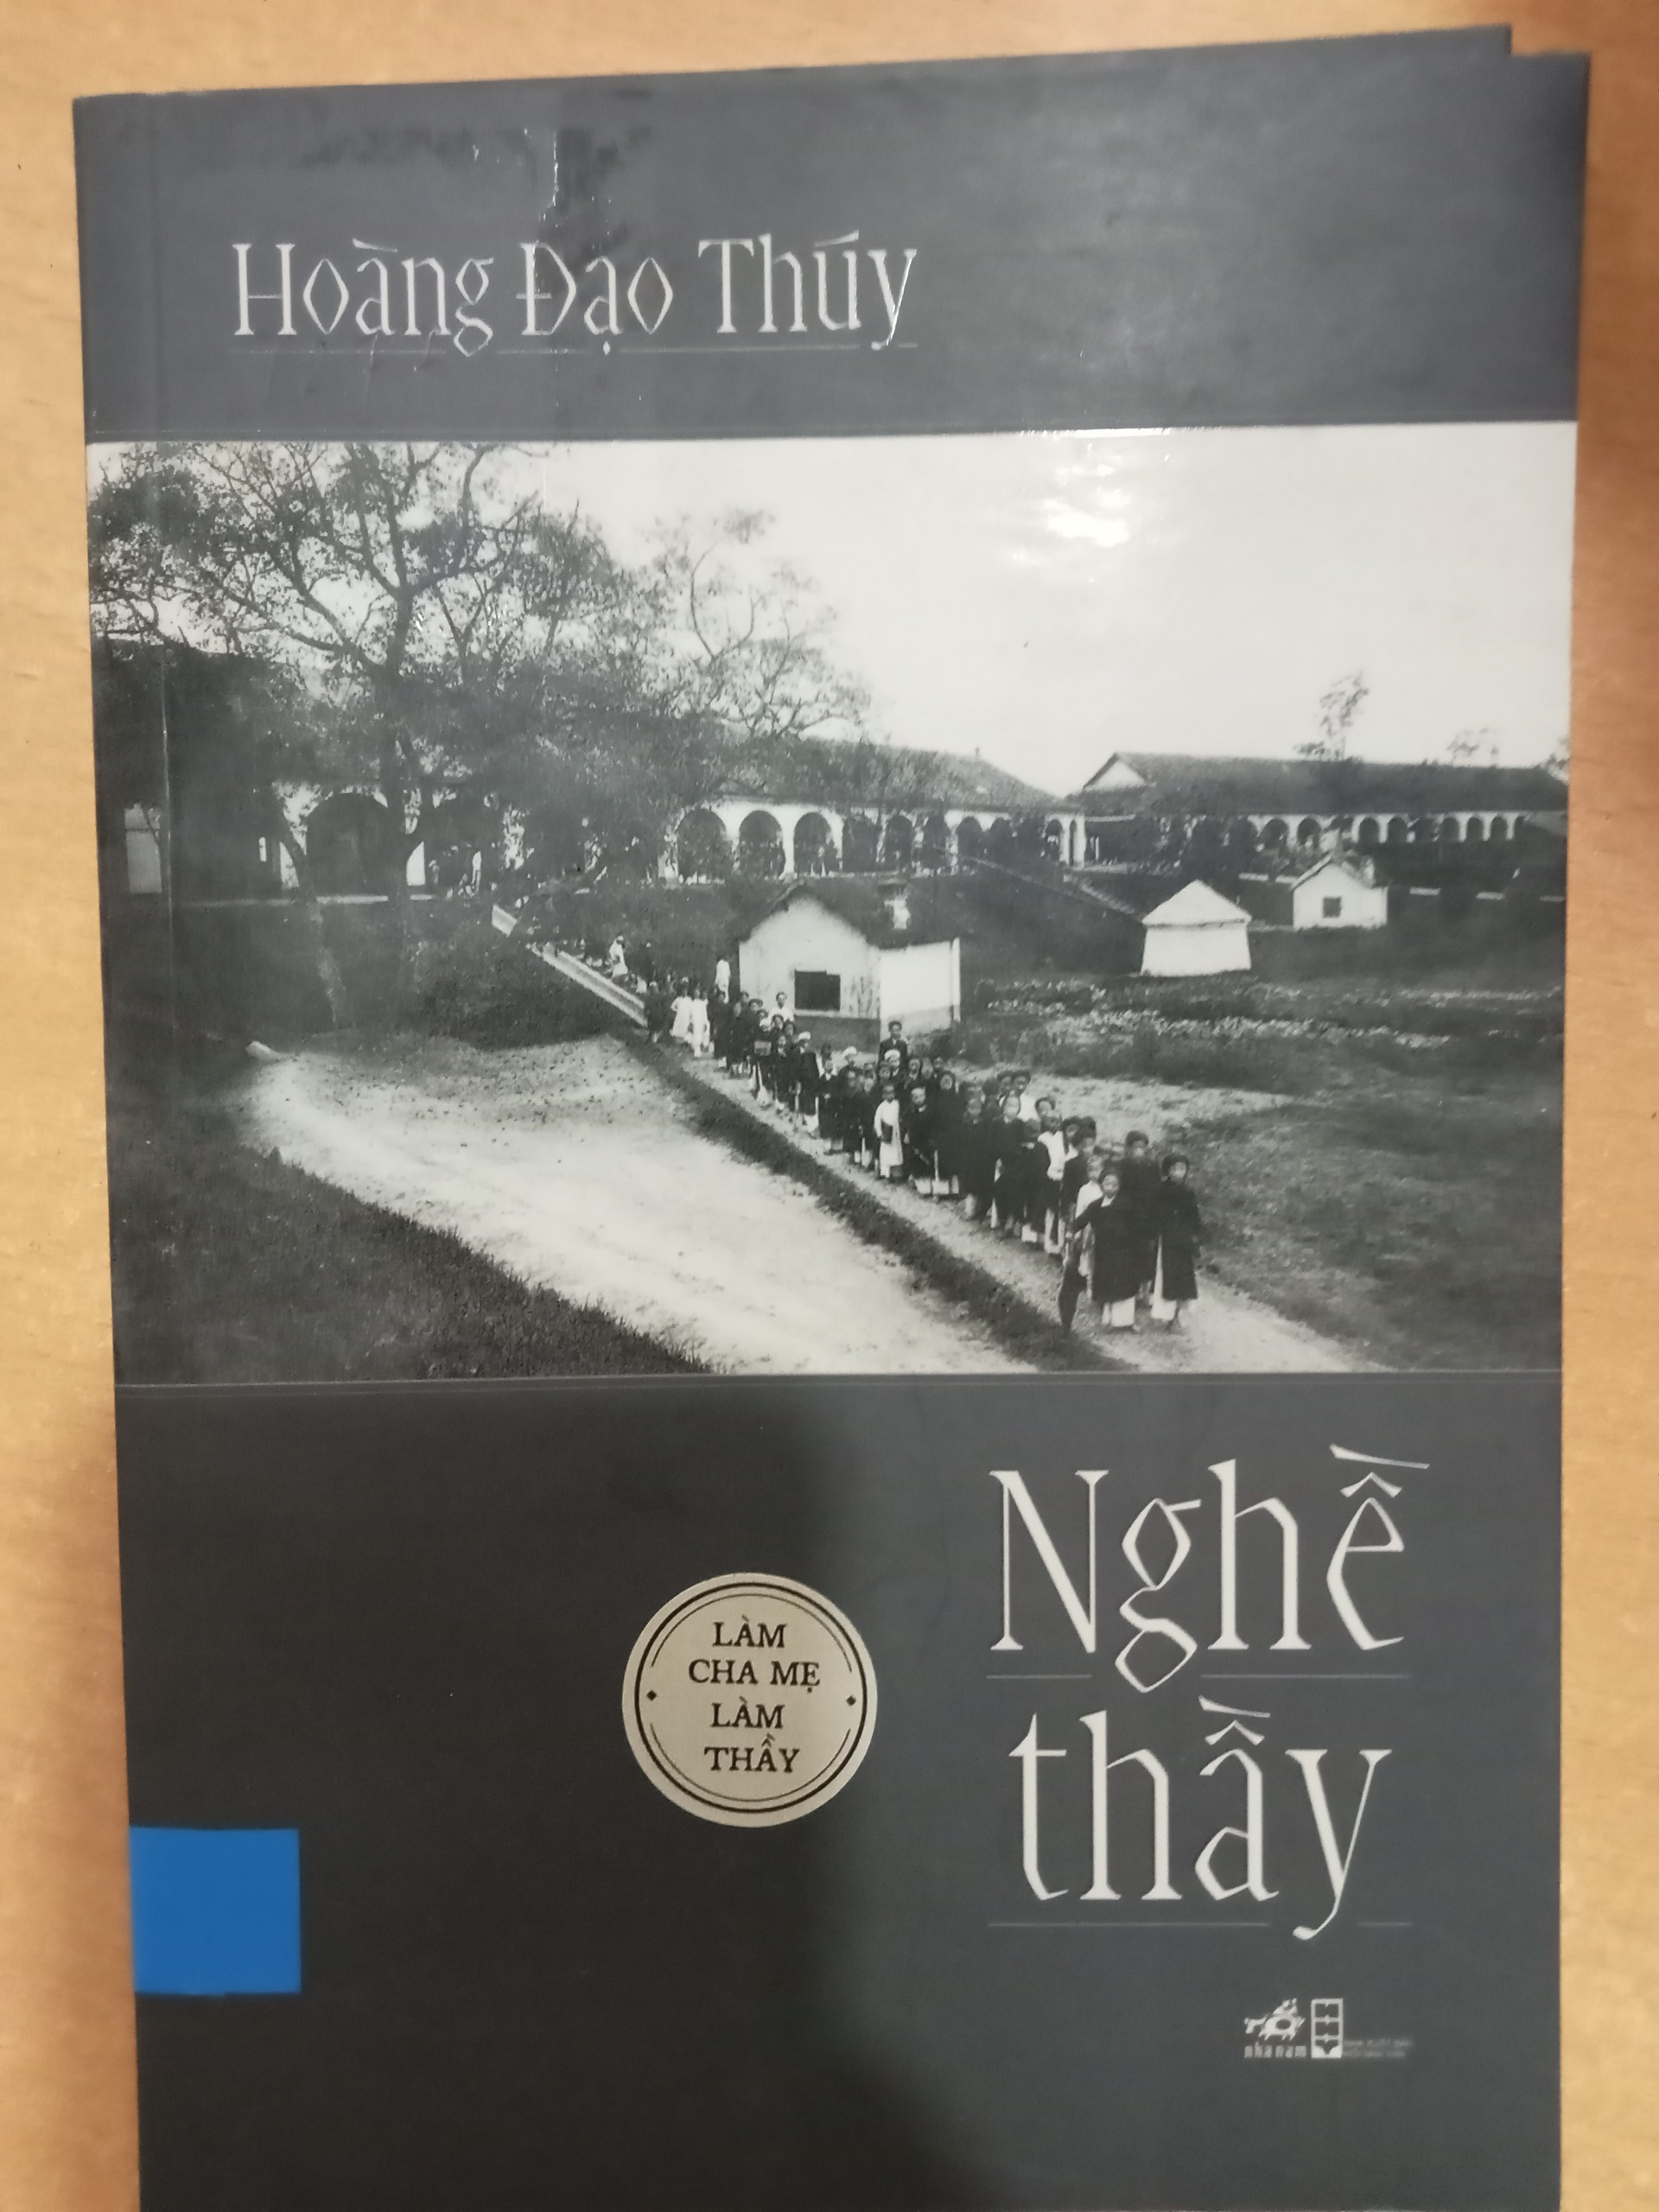 Hoàng Đạo Thúy
Nghề
thầy
LÀM
CHA MẸ
LÀM
THẦY
nhã nam